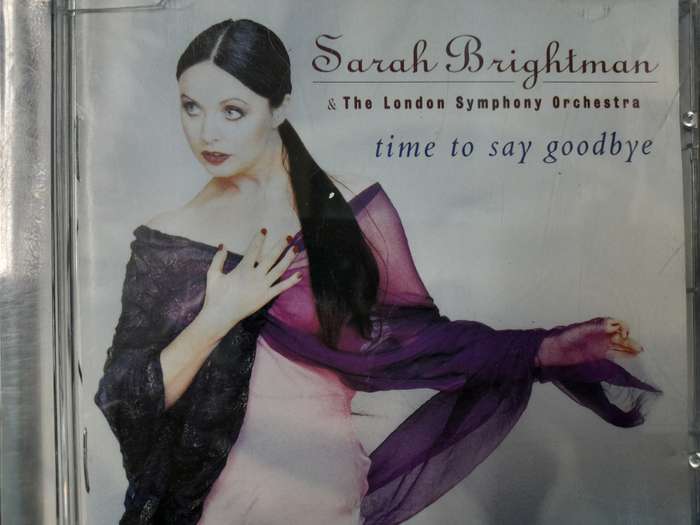 Sarah Brightman
& The London Symphony Orchestra
time to say goodbye